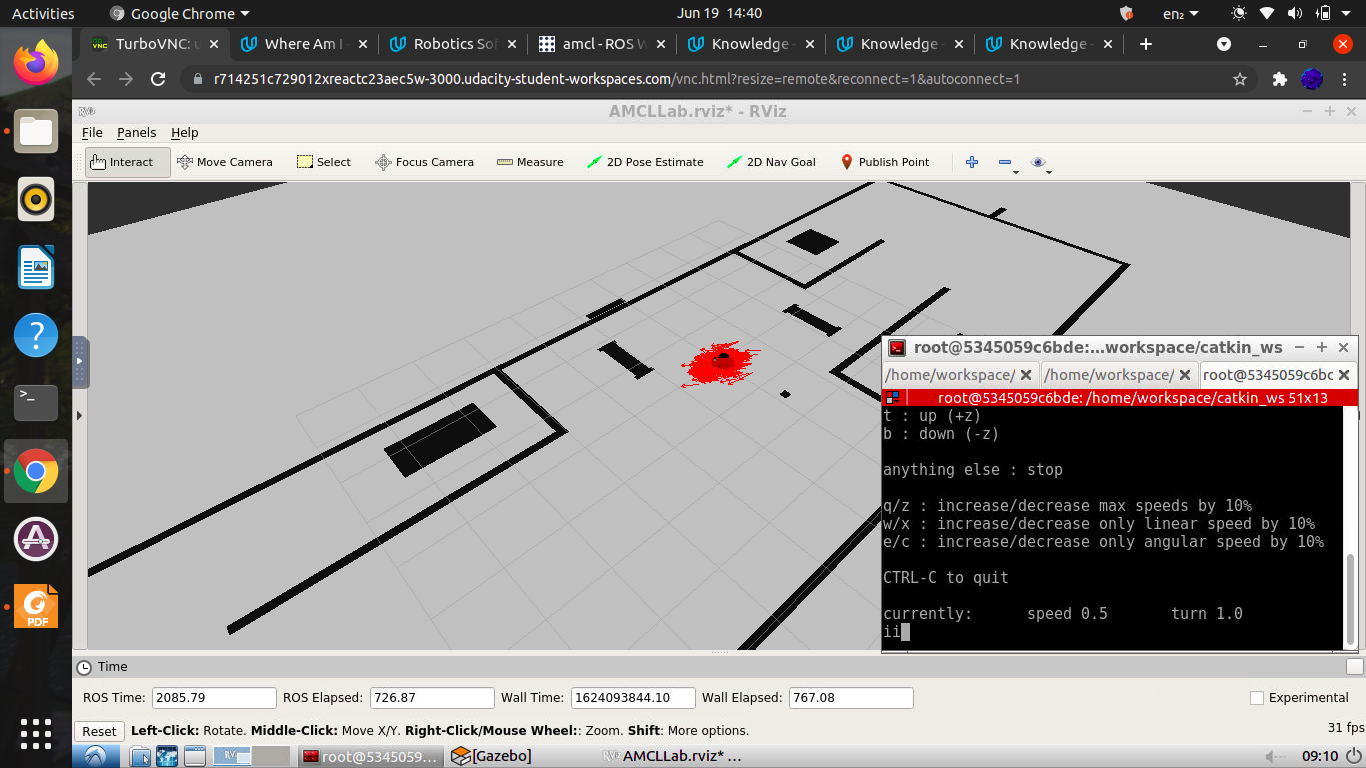 Activities
Google Chrome
Jun 19 14:40
en₂
TurboVNC: u
Where Am I -
Robotics Sof
amcl - ROS W
Knowledge -
Knowledge -
Knowledge -
r714251c729012xreactc23aec5w-3000.udacity-student-workspaces.com/vnc.html?resize=remote&reconnect=1&autoconnect=1
RViz
AMCLLab.rviz* - RViz
File Panels Help
Interact
Move Camera
Select
Focus Camera
Measure
2D Pose Estimate
2D Nav Goal
Publish Point
root@5345059c6bde:...workspace/catkin_ws
/home/workspace/
/home/workspace/
root@5345059c6bd
root@5345059c6bde: /home/workspace/catkin_ws 51x13
t : up (+z)
b : down (-z)
anything else : stop
q/z : increase/decrease max speeds by 10%
w/x : increase/decrease only linear speed by 10%
e/c : increase/decrease only angular speed by 10%
CTRL-C to quit
currently: speed 0.5 turn 1.0
ii
Time
ROS Time: 2085.79 ROS Elapsed: 726.87 Wall Time: 1624093844.10 Wall Elapsed: 767.08 Experimental
Reset Left-Click: Rotate. Middle-Click: Move X/Y. Right-Click/Mouse Wheel:: Zoom. Shift: More options. 31 fps
root@5345059...
[Gazebo]
RViz AMCLLab.rviz* ...
09:10
PDF